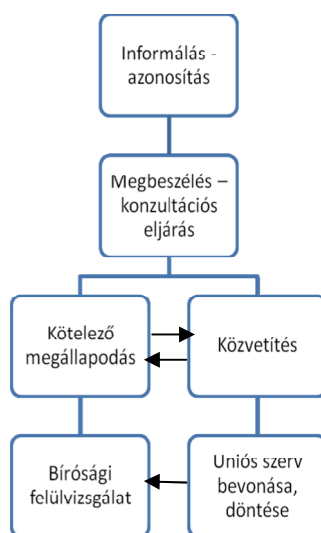 Informálás -
azonosítás
Megbeszélés –
konzultációs
eljárás
Kötelező
megállapodás
Közvetítés
Bírósági
felülvizsgálat
Uniós szerv
bevonása,
döntése